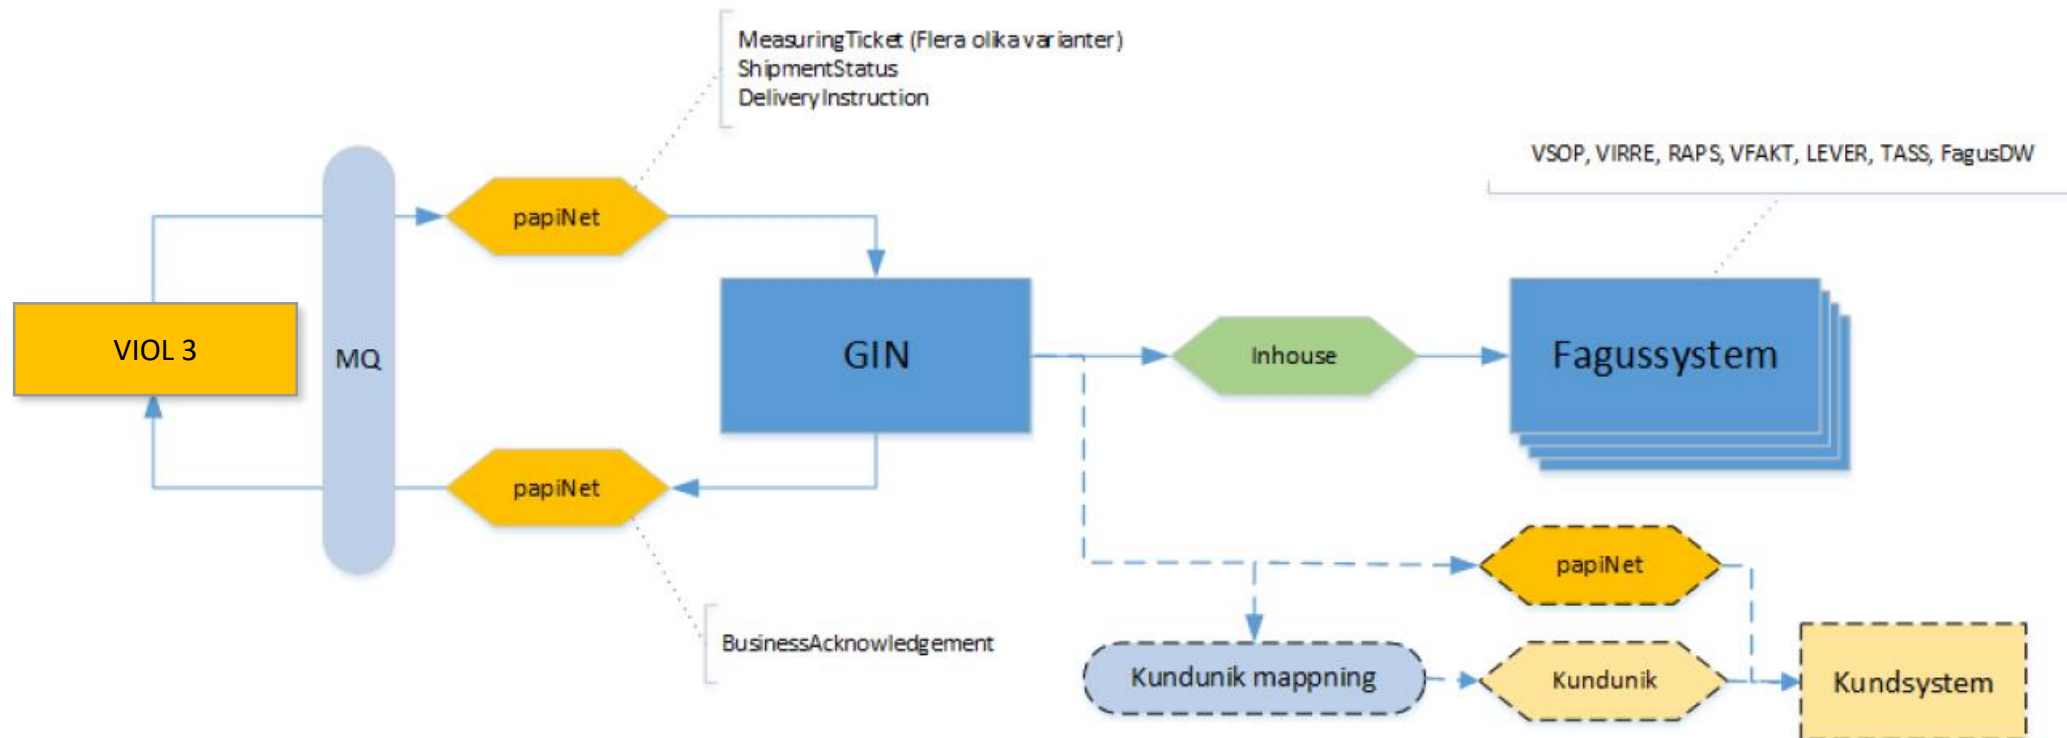 MeasuringTicket (Flera olika varianter)
ShipmentStatus
DeliveryInstruction
VSOP, VIRRE, RAPS, VFAKT, LEVER, TASS, FagusDW
papiNet
VIOL 3
MQ
GIN
Inhouse
Fagussystem
papiNet
papiNet
BusinessAcknowledgement
Kundunik mappning
Kundunik
Kundsystem